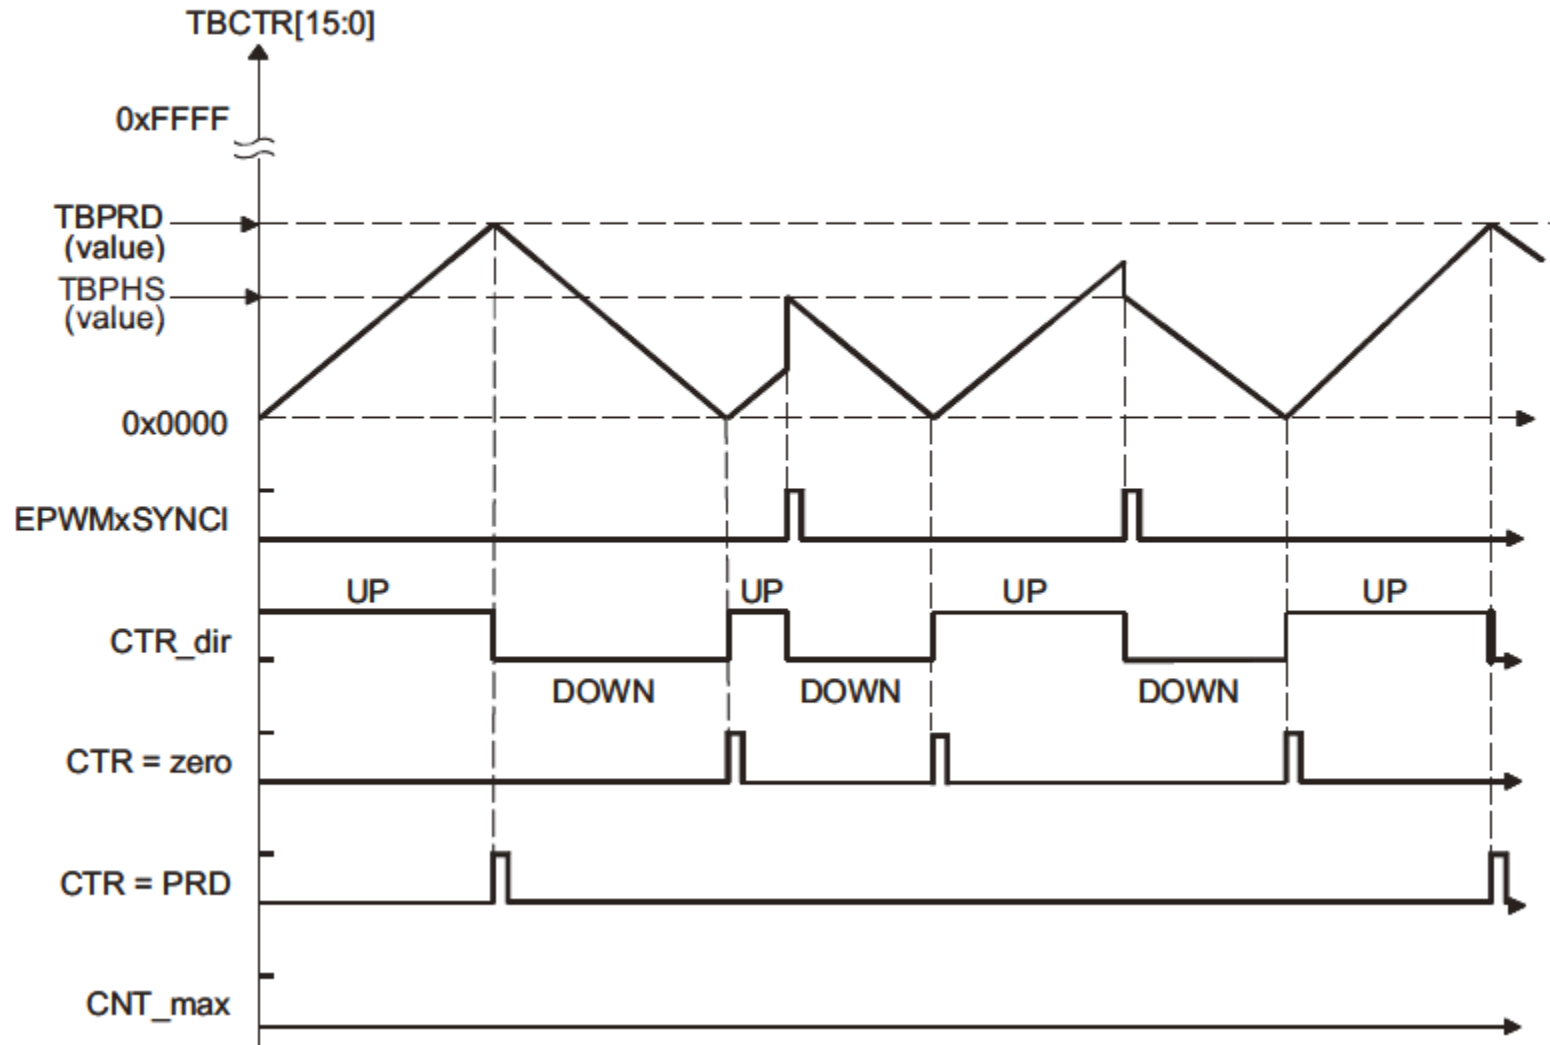 TBCTR[15:0]
0xFFFF
TBPRD
(value)
TBPHS
(value)
0x0000
EPWMxSYNCI
UP
UP
UP
UP
CTR_dir
DOWN
DOWN
DOWN
CTR = zero
CTR = PRD
CNT_max